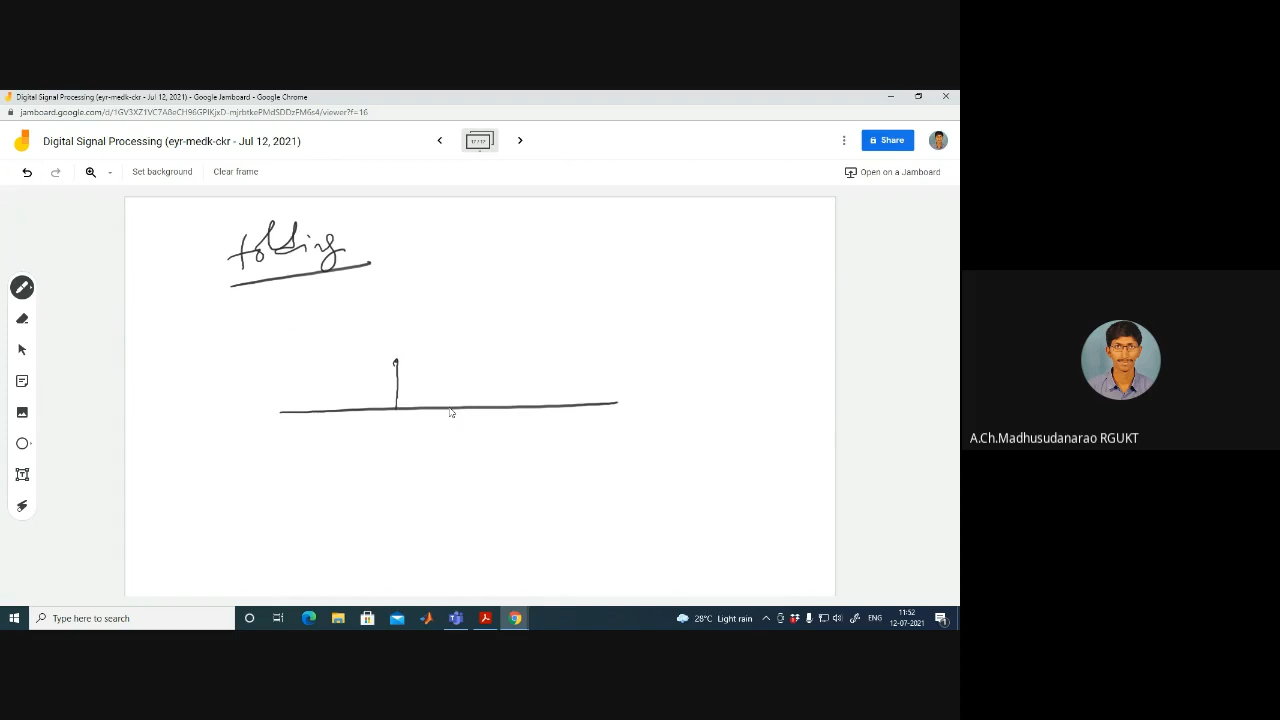 Digital Signal Processing (eyr-medk-ckr - Jul 12, 2021) - Google Jamboard - Google Chrome
Digital Signal Processing (eyr-medk-ckr - Jul 12, 2021)
12 / 12
Share
Set background
Clear frame
Open on a Jamboard
folding
A.Ch.Madhusudanarao RGUKT
Type here to search
28°C Light rain
ENG
11:52
12-07-2021